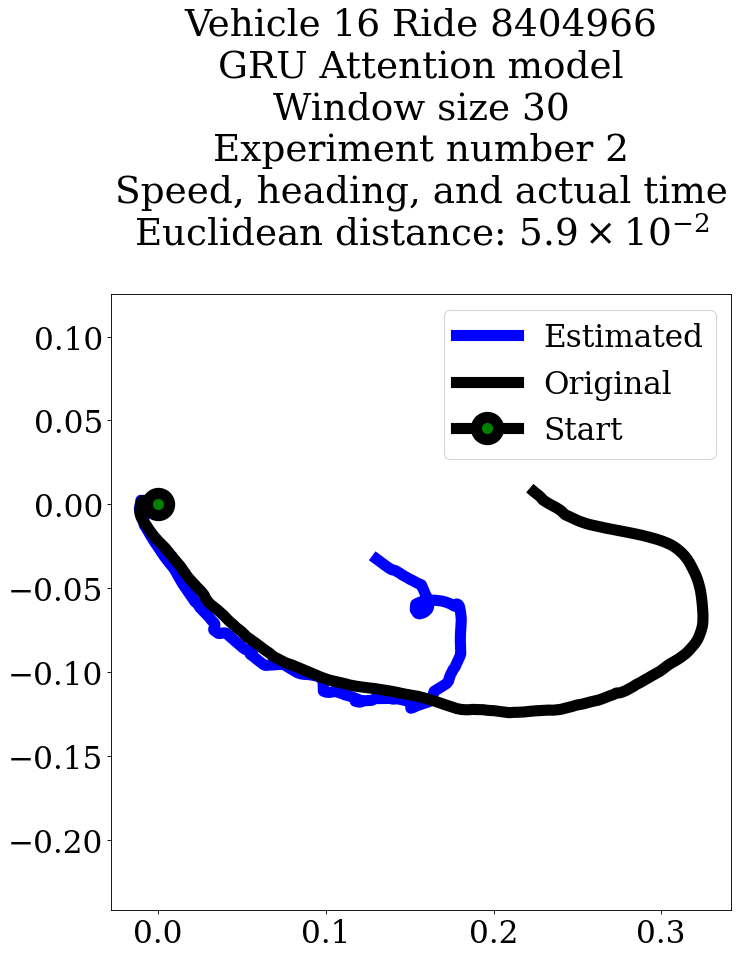 Vehicle 16 Ride 8404966
GRU Attention model
Window size 30
Experiment number 2
Speed, heading, and actual time
Euclidean distance: 5.9 × 10⁻²
Estimated
Original
Start
0.10
0.05
0.00
−0.05
−0.10
−0.15
−0.20
0.0 0.1 0.2 0.3